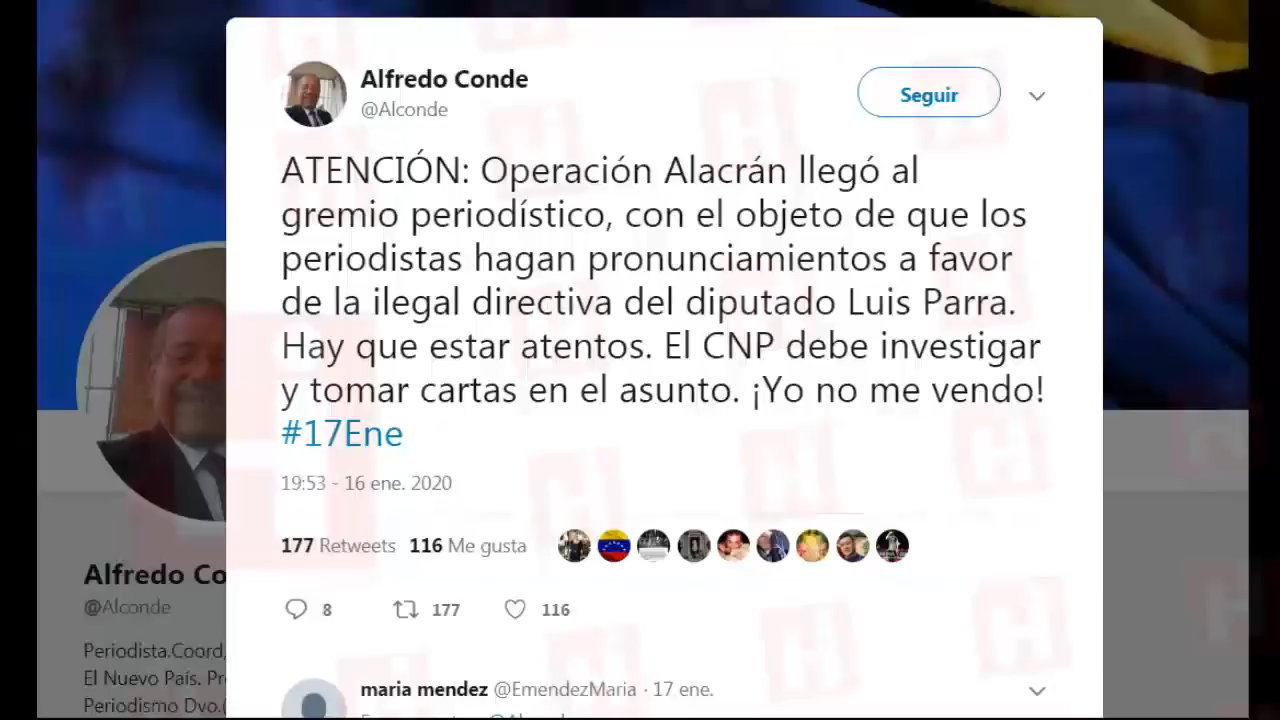 Alfredo Conde
@Alconde
Seguir
ATENCIÓN: Operación Alacrán llegó al
gremio periodístico, con el objeto de que los
periodistas hagan pronunciamientos a favor
de la ilegal directiva del diputado Luis Parra.
Hay que estar atentos. El CNP debe investigar
y tomar cartas en el asunto. ¡Yo no me vendo!
#17Ene
19:53 - 16 ene. 2020
177 Retweets 116 Me gusta
8 177 116
maria mendez @EmendezMaria · 17 ene.
Alfredo Co
@Alconde
Periodista.Coord,
El Nuevo País. Pr
Periodismo Dvo.(